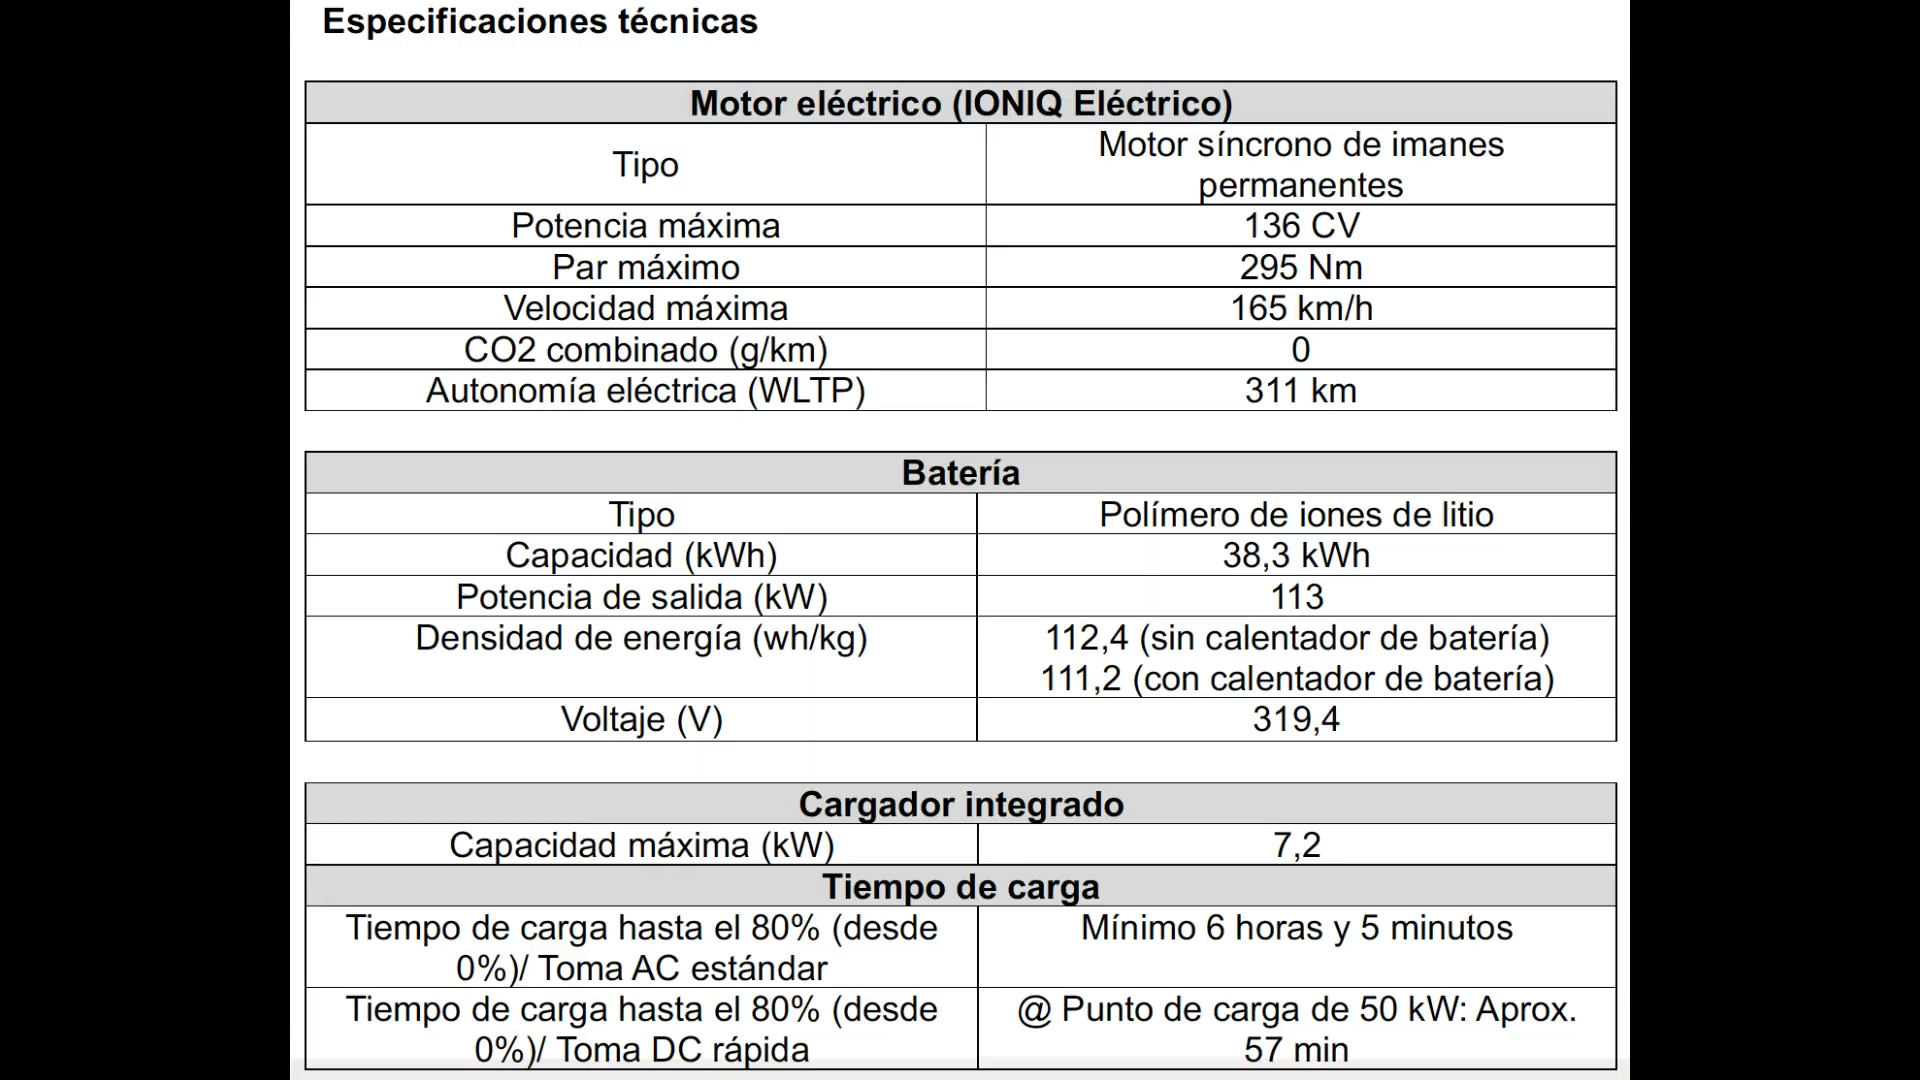 Especificaciones técnicas
Motor eléctrico (IONIQ Eléctrico)
Tipo
Motor síncrono de imanes
permanentes
Potencia máxima
136 CV
Par máximo
295 Nm
Velocidad máxima
165 km/h
CO2 combinado (g/km)
0
Autonomía eléctrica (WLTP)
311 km
Batería
Tipo
Polímero de iones de litio
Capacidad (kWh)
38,3 kWh
Potencia de salida (kW)
113
Densidad de energía (wh/kg)
112,4 (sin calentador de batería)
111,2 (con calentador de batería)
Voltaje (V)
319,4
Cargador integrado
Capacidad máxima (kW)
7,2
Tiempo de carga
Tiempo de carga hasta el 80% (desde
0%)/ Toma AC estándar
Mínimo 6 horas y 5 minutos
Tiempo de carga hasta el 80% (desde
0%)/ Toma DC rápida
@ Punto de carga de 50 kW: Aprox.
57 min